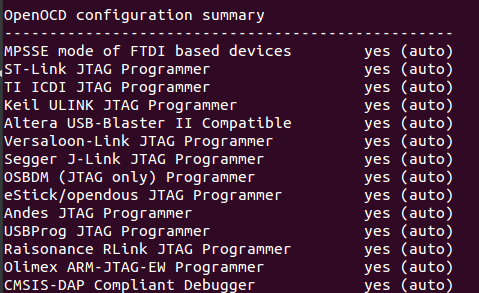 OpenOCD configuration summary
--------------------------------------------------
MPSSE mode of FTDI based devices        yes (auto)
ST-Link JTAG Programmer                 yes (auto)
TI ICDI JTAG Programmer                 yes (auto)
Keil ULINK JTAG Programmer              yes (auto)
Altera USB-Blaster II Compatible        yes (auto)
Versaloon-Link JTAG Programmer          yes (auto)
Segger J-Link JTAG Programmer           yes (auto)
OSBDM (JTAG only) Programmer            yes (auto)
eStick/opendous JTAG Programmer         yes (auto)
Andes JTAG Programmer                   yes (auto)
USBProg JTAG Programmer                 yes (auto)
Raisonance RLink JTAG Programmer        yes (auto)
Olimex ARM-JTAG-EW Programmer           yes (auto)
CMSIS-DAP Compliant Debugger            yes (auto)